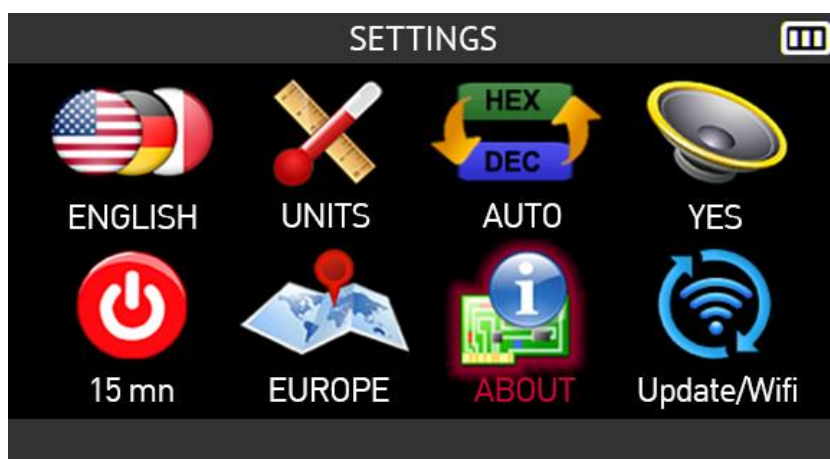 SETTINGS
HEX
DEC
ENGLISH UNITS AUTO YES
i
15 mn EUROPE ABOUT Update/Wifi